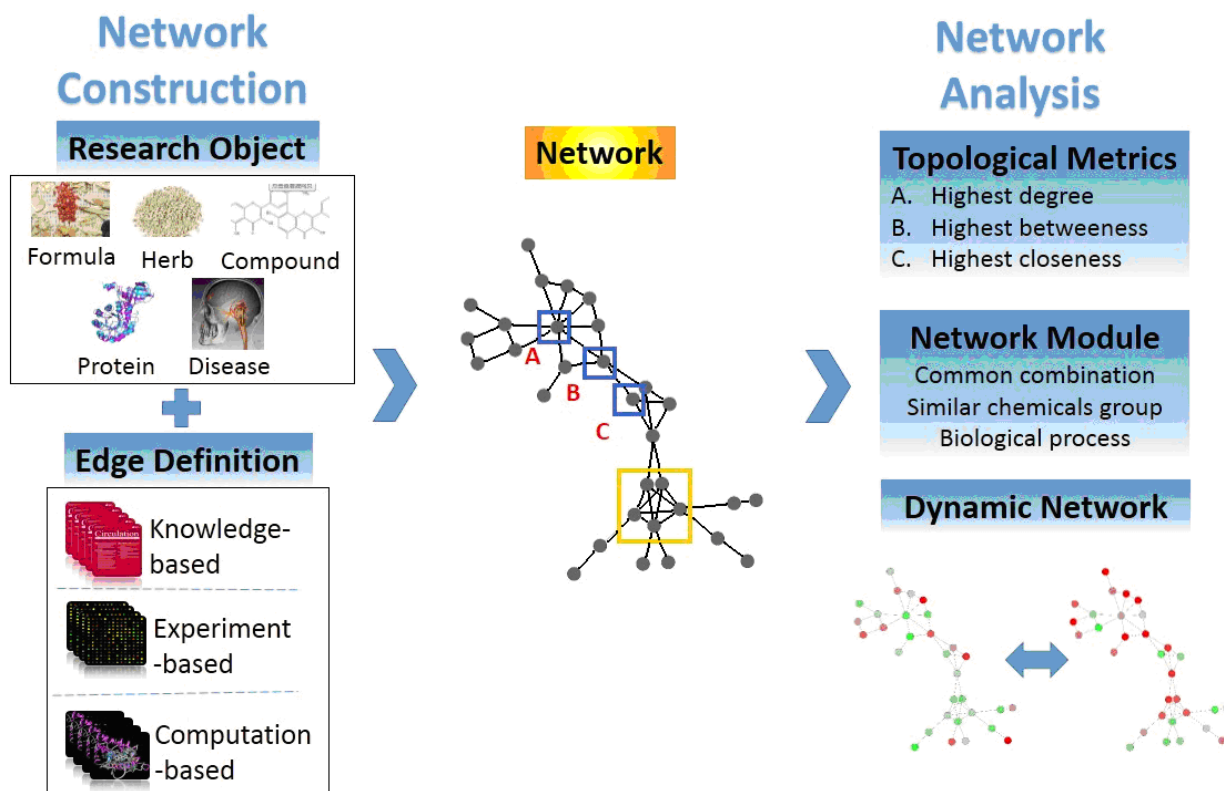 Network
Construction
Research Object
Formula
Herb
Compound
Protein
Disease
Edge Definition
Circulation
Knowledge-
based
Experiment
-based
Computation
-based
Network
A
B
C
Network
Analysis
Topological Metrics
A. Highest degree
B. Highest betweeness
C. Highest closeness
Network Module
Common combination
Similar chemicals group
Biological process
Dynamic Network